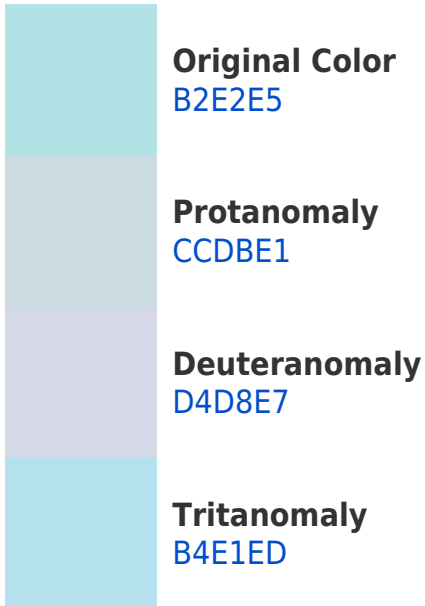 Original Color
B2E2E5
Protanomaly
CCDBE1
Deuteranomaly
D4D8E7
Tritanomaly
B4E1ED